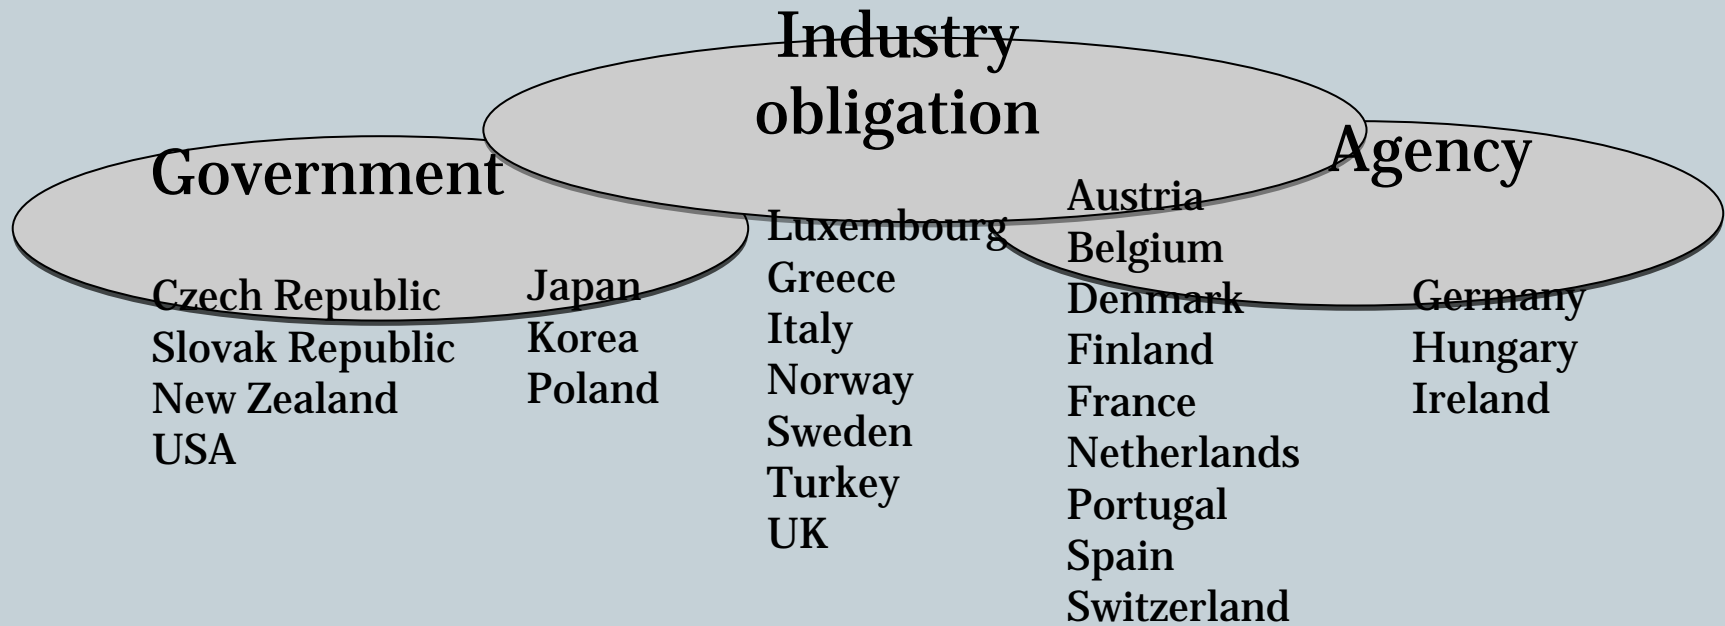 Industry
obligation
Government
Agency
Czech Republic
Slovak Republic
New Zealand
USA
Japan
Korea
Poland
Luxembourg
Greece
Italy
Norway
Sweden
Turkey
UK
Austria
Belgium
Denmark
Finland
France
Netherlands
Portugal
Spain
Switzerland
Germany
Hungary
Ireland